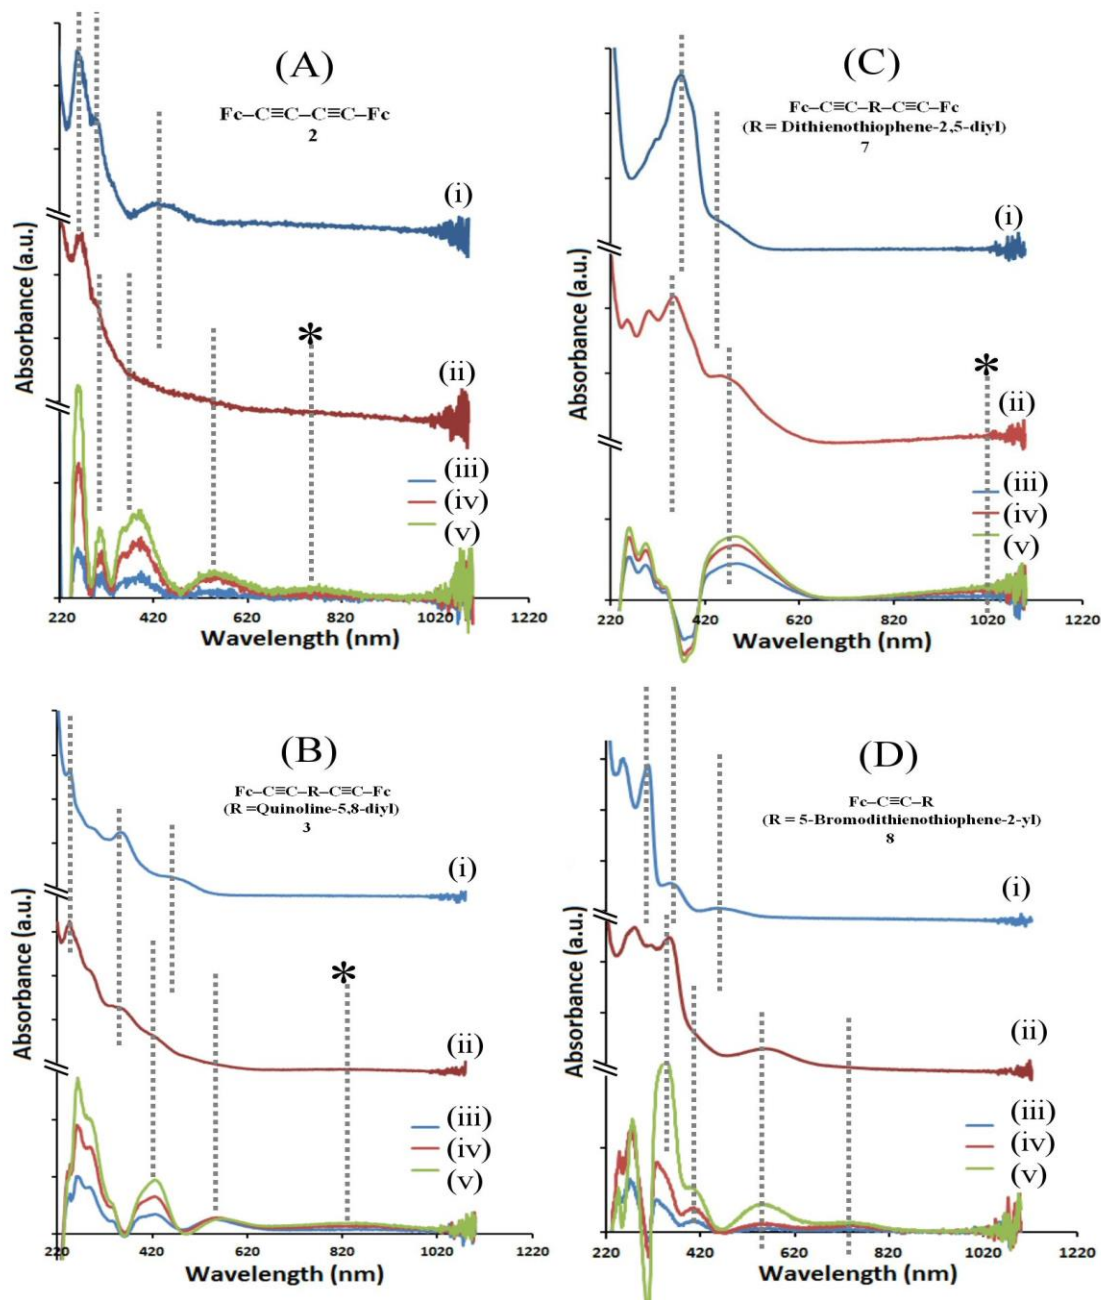 (A)
Fc–C≡C–C≡C–Fc
2
(i)
*
(ii)
(iii)
(iv)
(v)
Absorbance (a.u.)
220 420 620 820 1020 1220
Wavelength (nm)
(C)
Fc–C≡C–R–C≡C–Fc
(R = Dithienothiophene-2,5-diyl)
7
(i)
*
(ii)
(iii)
(iv)
(v)
Absorbance (a.u.)
220 420 620 820 1020 1220
Wavelength (nm)
(B)
Fc–C≡C–R–C≡C–Fc
(R =Quinoline-5,8-diyl)
3
(i)
*
(ii)
(iii)
(iv)
(v)
Absorbance (a.u.)
220 420 620 820 1020 1220
Wavelength (nm)
(D)
Fc–C≡C–R
(R = 5-Bromodithienothiophene-2-yl)
8
(i)
(ii)
(iii)
(iv)
(v)
Absorbance (a.u.)
220 420 620 820 1020 1220
Wavelength (nm)